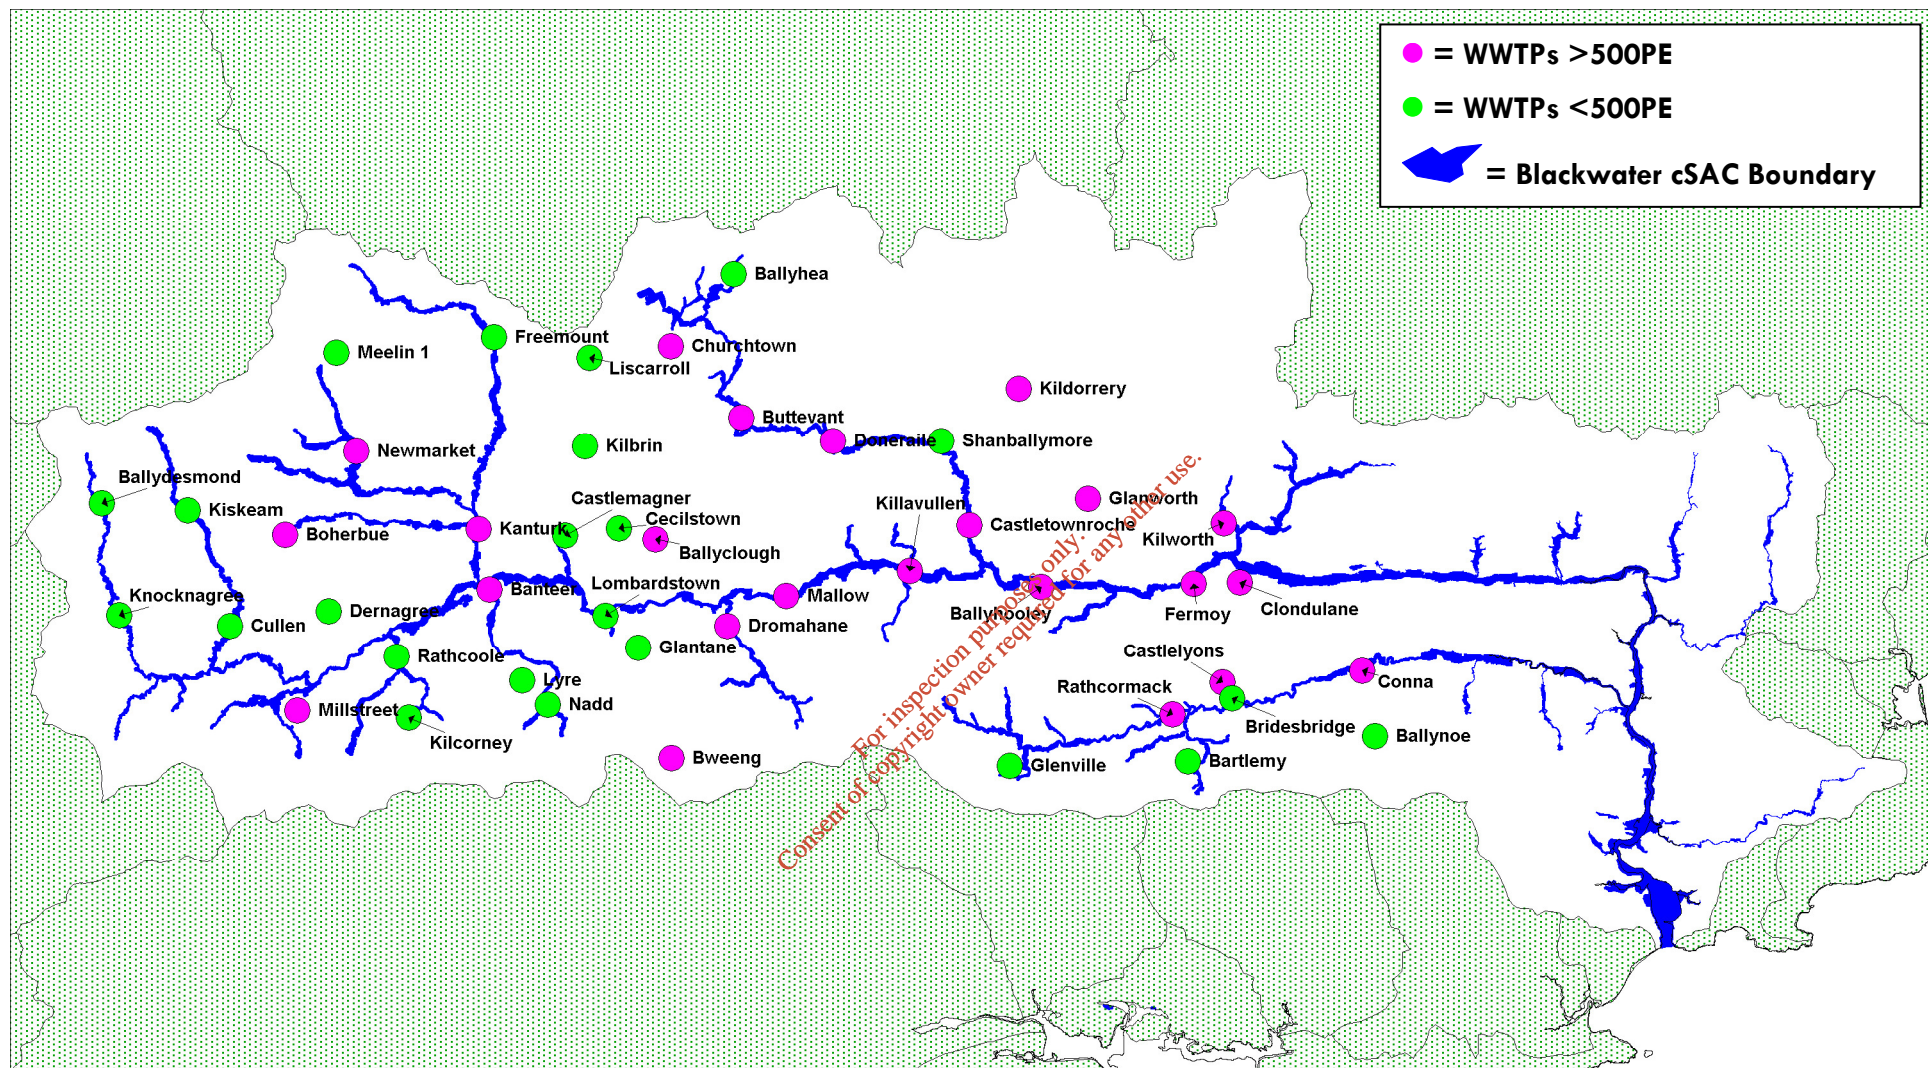 = WWTPs >500PE
= WWTPs <500PE
= Blackwater cSAC Boundary
Ballyhea
Freemount
Churchtown
Meelin 1
Liscarroll
Kildorrery
Buttevant
Doneraile
Shanballymore
Kilbrin
Newmarket
Ballydesmond
Castlemagner
Glanworth
Killavullen
Kiskeam
Cecilstown
Castletownroche
Kanturk
Boherbue
Kilworth
Ballyclough
Lombardstown
Banteer
Knocknagree
Mallow
Dernagree
Clondulane
Ballyhooley
Fermoy
Cullen
Dromahane
Glantane
Castlelyons
Rathcoole
Lyre
Conna
Rathcormack
Nadd
Millstreet
Bridesbridge
Ballynoe
Kilcorney
Bweeng
Glenville
Bartlemy
For inspection purposes only.
Consent of copyright owner required for any other use.